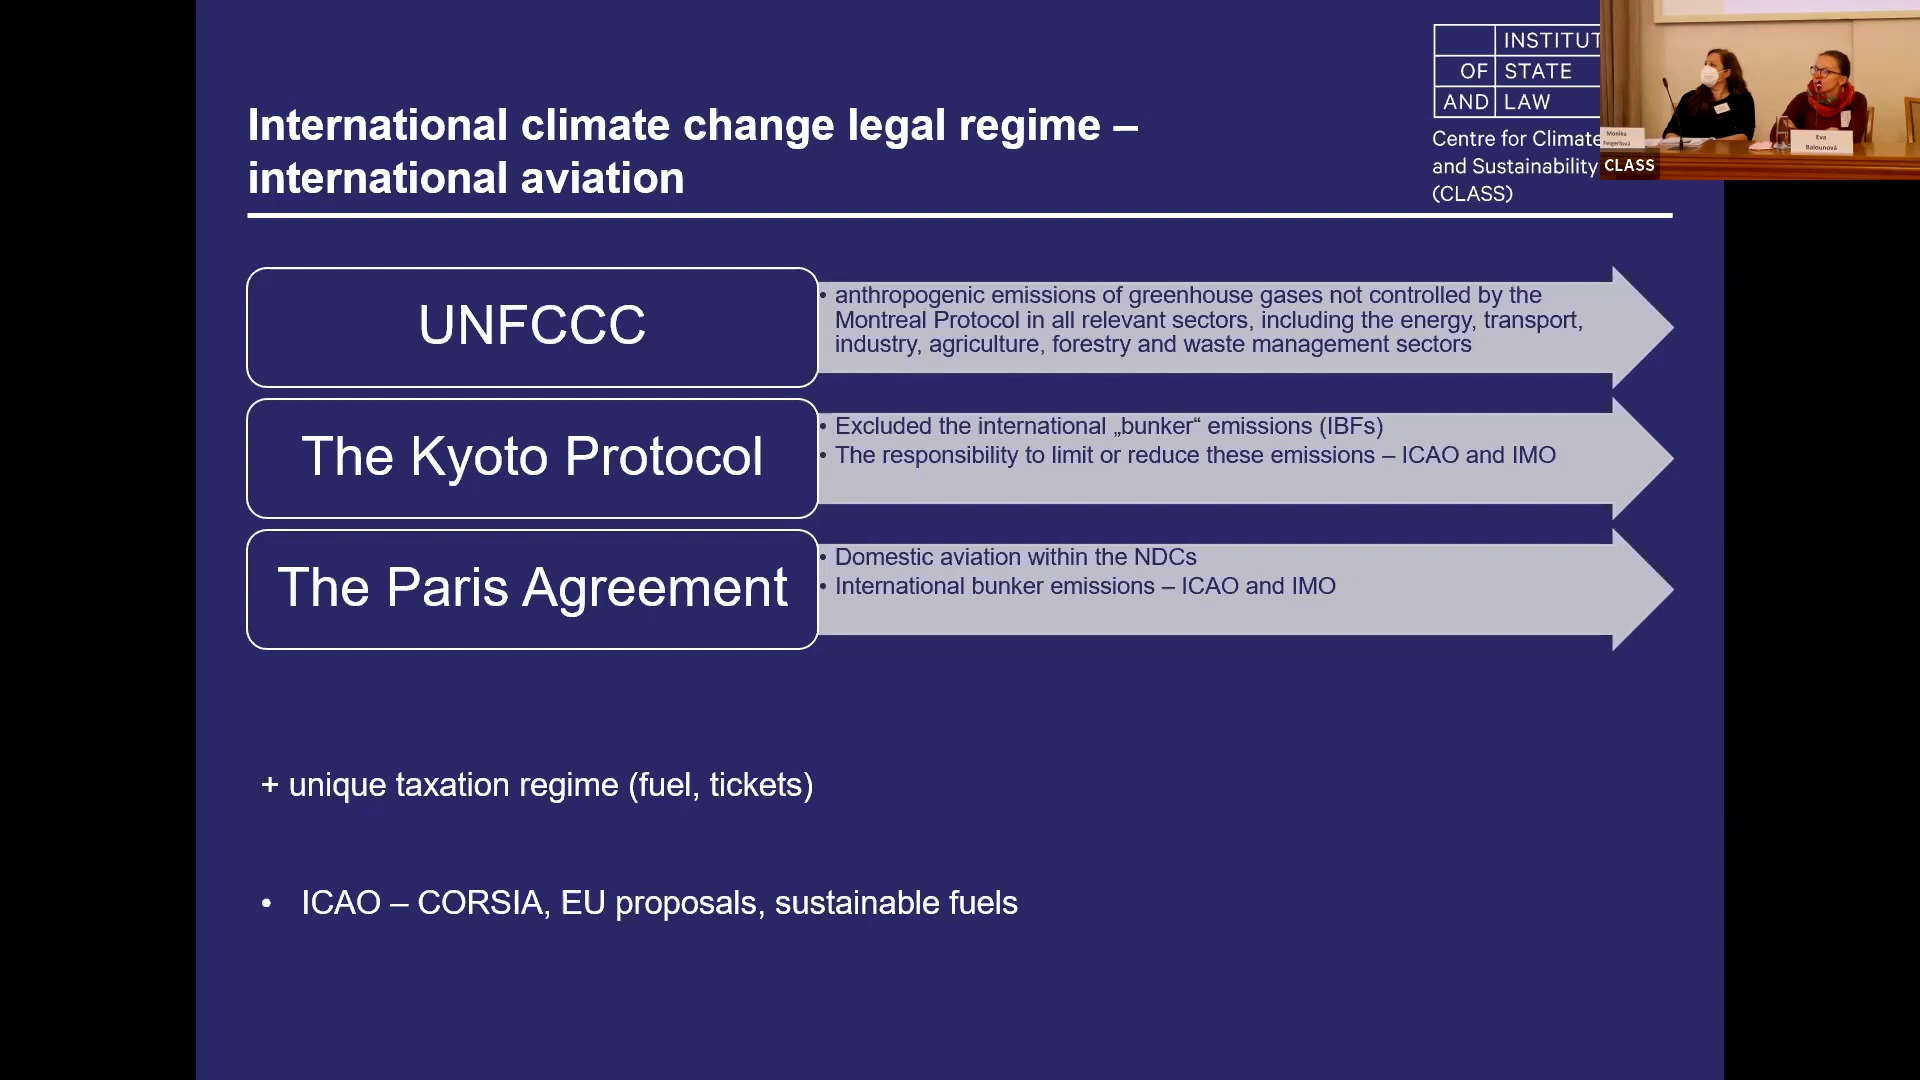 International climate change legal regime –
international aviation
INSTITUT
OF STATE
AND LAW
Centre for Climate
and Sustainability
(CLASS)
UNFCCC
• anthropogenic emissions of greenhouse gases not controlled by the
Montreal Protocol in all relevant sectors, including the energy, transport,
industry, agriculture, forestry and waste management sectors
The Kyoto Protocol
• Excluded the international „bunker“ emissions (IBFs)
• The responsibility to limit or reduce these emissions – ICAO and IMO
The Paris Agreement
• Domestic aviation within the NDCs
• International bunker emissions – ICAO and IMO
+ unique taxation regime (fuel, tickets)
• ICAO – CORSIA, EU proposals, sustainable fuels
Monika
Feigerlová
Eva
Balounová
CLASS